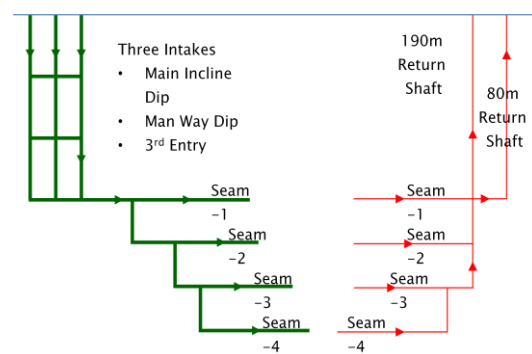 Three Intakes
• Main Incline
Dip
• Man Way Dip
• 3rd Entry
190m
Return
Shaft
80m
Return
Shaft
Seam
-1
Seam
-2
Seam
-3
Seam
-4
Seam
-1
Seam
-2
Seam
-3
Seam
-4